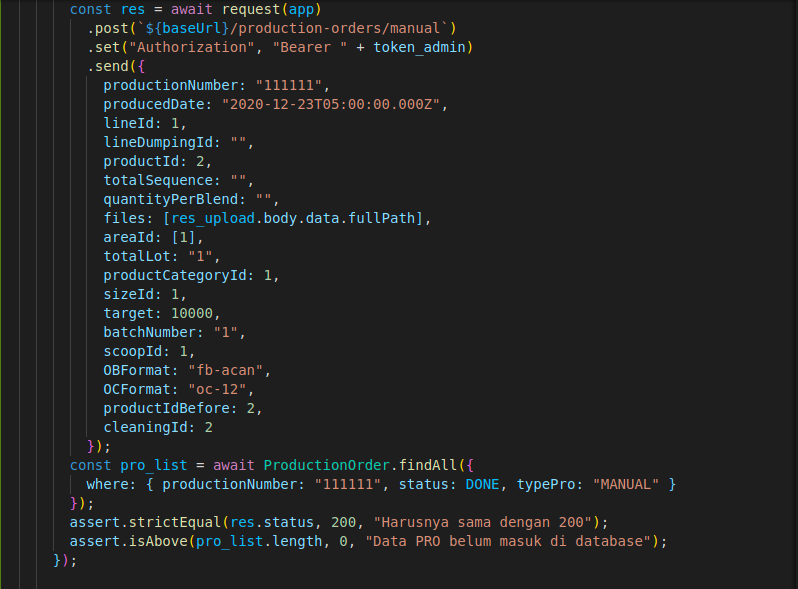 const res = await request(app)
.post(`${baseUrl}/production-orders/manual`)
.set("Authorization", "Bearer " + token_admin)
.send({
productionNumber: "111111",
producedDate: "2020-12-23T05:00:00.000Z",
lineId: 1,
lineDumpingId: "",
productId: 2,
totalSequence: "",
quantityPerBlend: "",
files: [res_upload.body.data.fullPath],
areaId: [1],
totalLot: "1",
productCategoryId: 1,
sizeId: 1,
target: 10000,
batchNumber: "1",
scoopId: 1,
OBFormat: "fb-acan",
OCFormat: "oc-12",
productIdBefore: 2,
cleaningId: 2
});
const pro_list = await ProductionOrder.findAll({
where: { productionNumber: "111111", status: DONE, typePro: "MANUAL" }
});
assert.strictEqual(res.status, 200, "Harusnya sama dengan 200");
assert.isAbove(pro_list.length, 0, "Data PRO belum masuk di database");
});